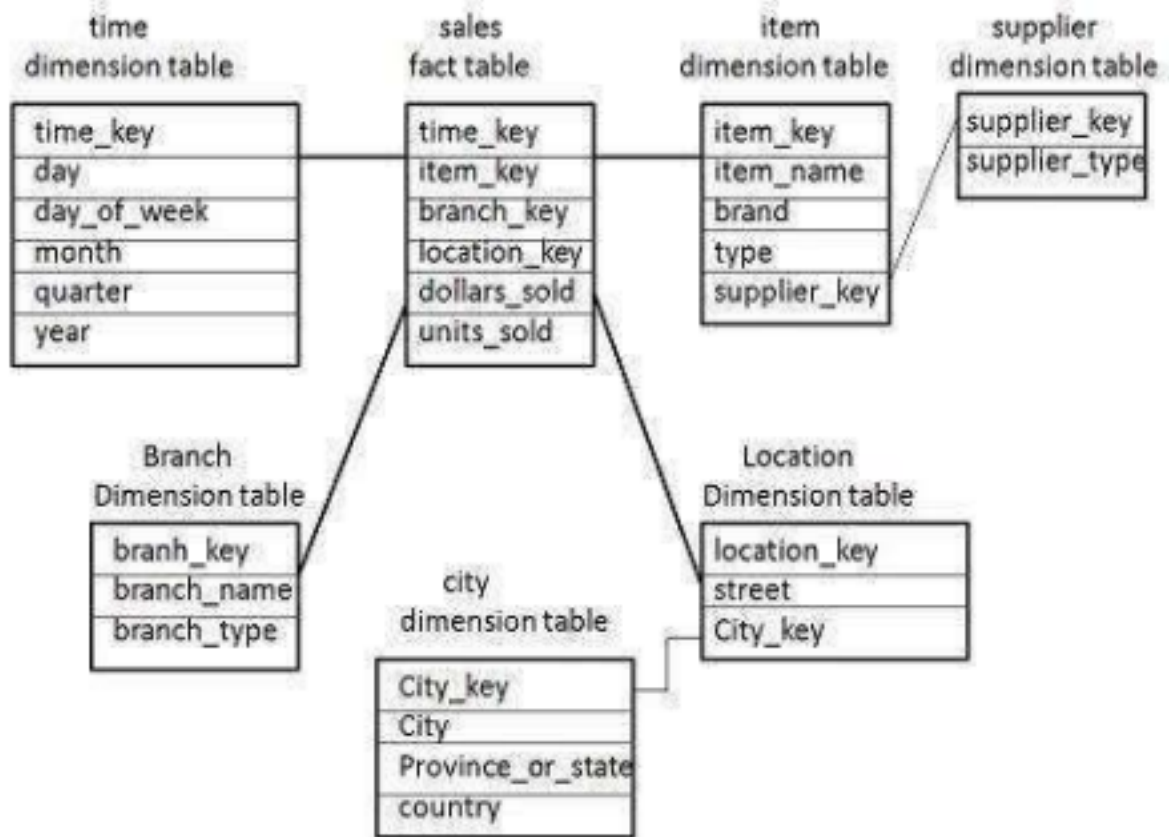 time
dimension table
time_key
day
day_of_week
month
quarter
year
sales
fact table
time_key
item_key
branch_key
location_key
dollars_sold
units_sold
item
dimension table
item_key
item_name
brand
type
supplier_key
supplier
dimension table
supplier_key
supplier_type
Branch
Dimension table
branh_key
branch_name
branch_type
city
dimension table
City_key
City
Province_or_state
country
Location
Dimension table
location_key
street
City_key